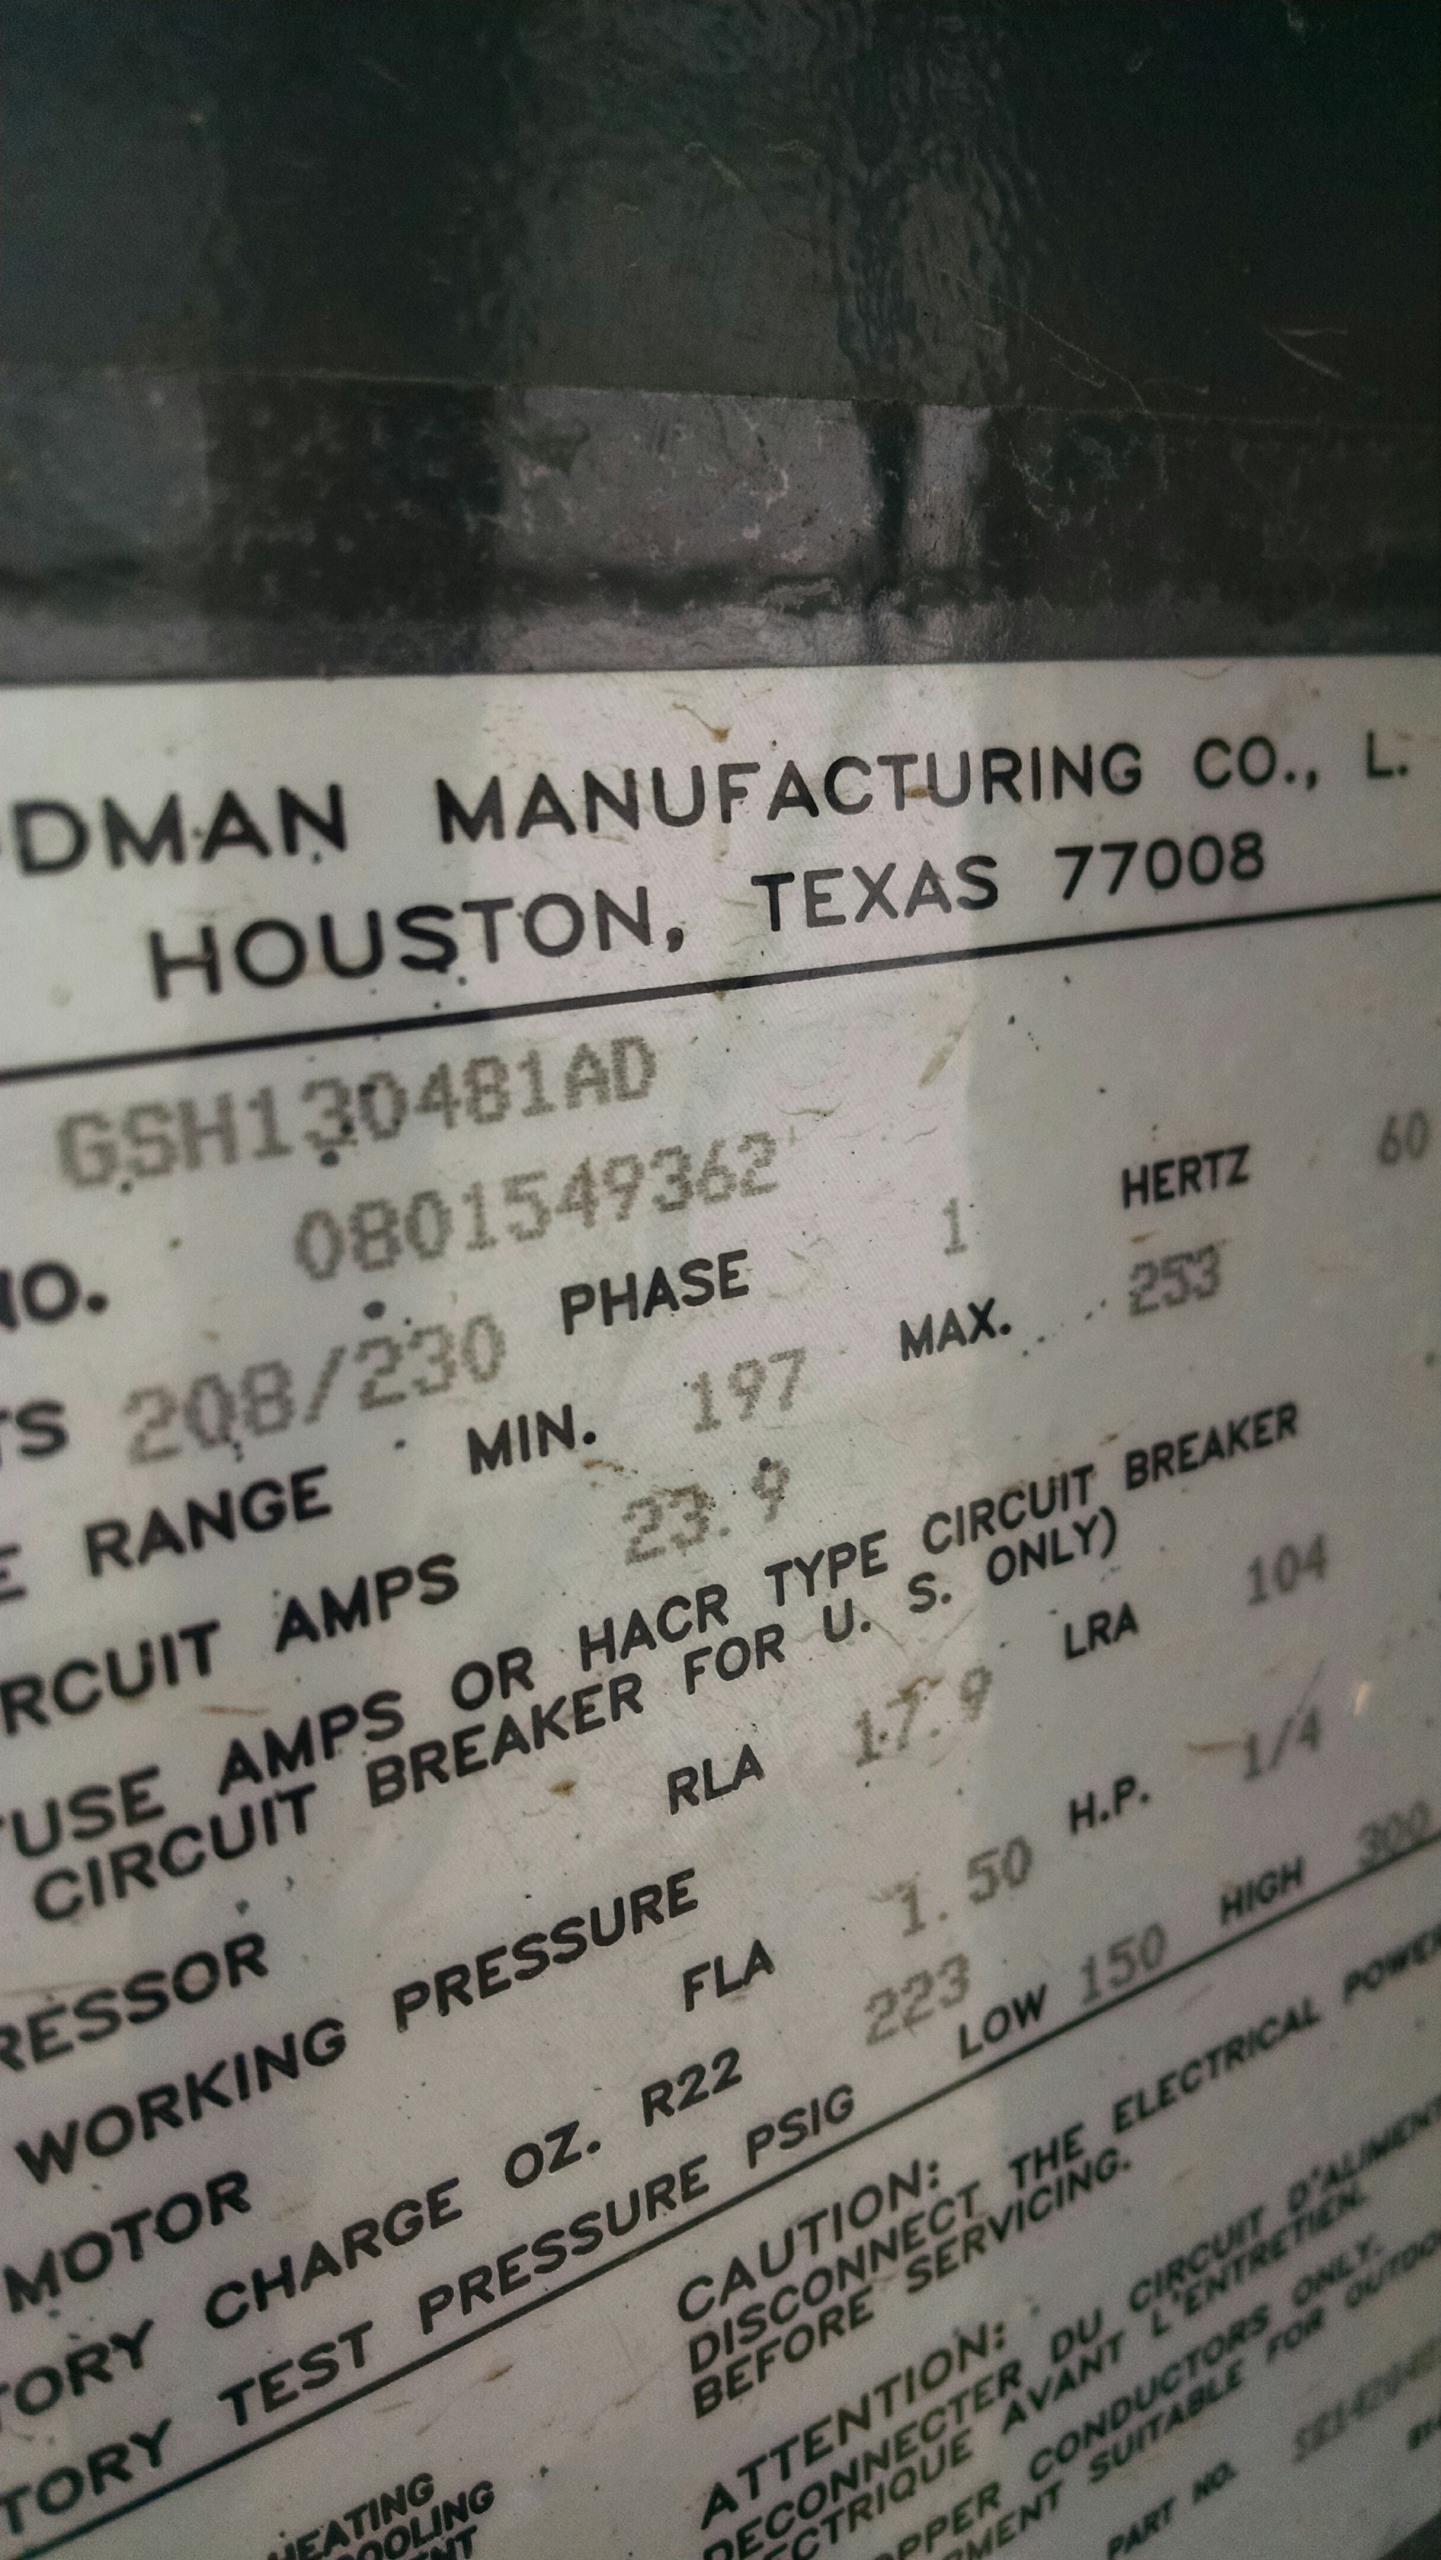 DMAN MANUFACTURING CO., L.
HOUSTON, TEXAS 77008
GSH130481AD
NO. 0801549362
TS 208/230 PHASE 1 HERTZ 60
E RANGE MIN. 197 MAX. 253
RCUIT AMPS 23.9
USE AMPS OR HACR TYPE CIRCUIT BREAKER
CIRCUIT BREAKER FOR U. S. ONLY)
RESSOR RLA 17.9 LRA 104
WORKING PRESSURE
MOTOR FLA 1.50 H.P. 1/4
TORY CHARGE OZ. R22 223
TORY TEST PRESSURE PSIG LOW 150 HIGH 300
CAUTION:
DISCONNECT THE ELECTRICAL POWER
BEFORE SERVICING.
ATTENTION:
DECONNECTER DU CIRCUIT D'ALIMENT
ECTRIQUE AVANT L'ENTRETIEN.
OPPER CONDUCTORS ONLY.
PMENT SUITABLE FOR OUTDO
HEATING
COOLING
ENT
PART NO.